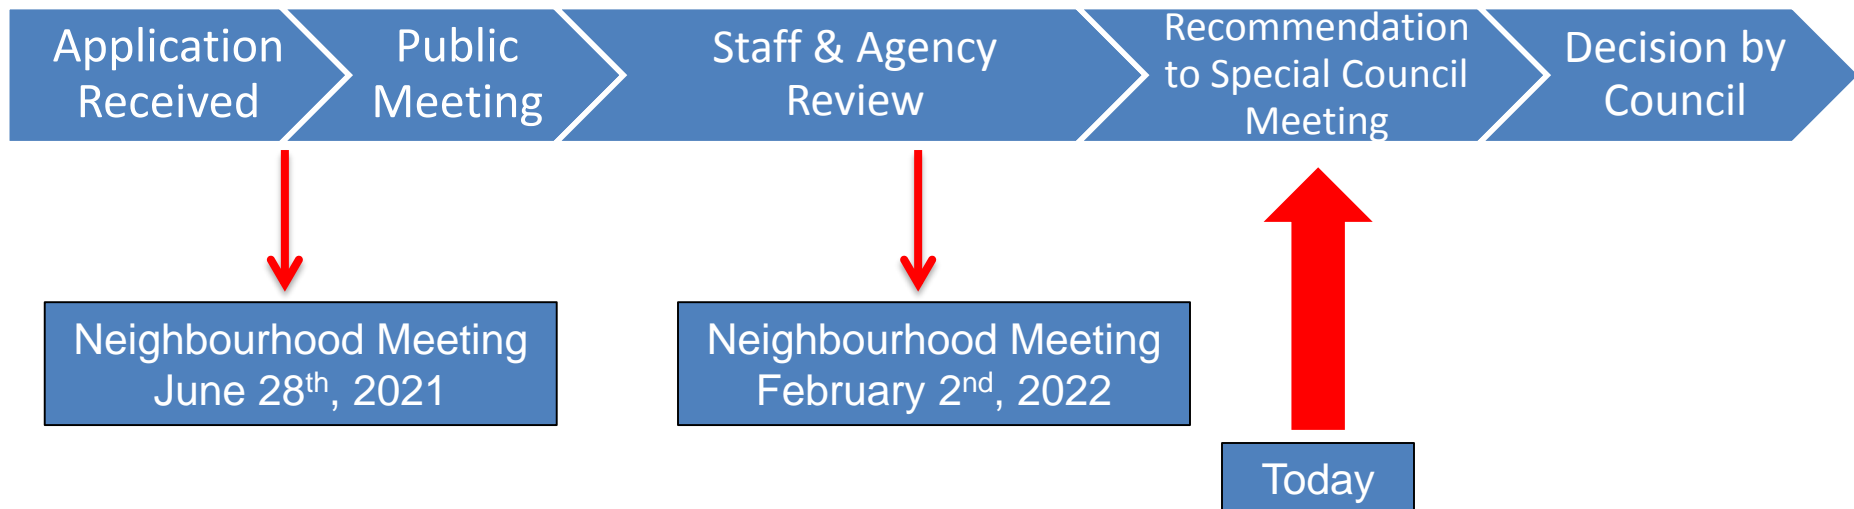 Application
Received
Public
Meeting
Staff & Agency
Review
Recommendation
to Special Council
Meeting
Decision by
Council
Neighbourhood Meeting
June 28th, 2021
Neighbourhood Meeting
February 2nd, 2022
Today